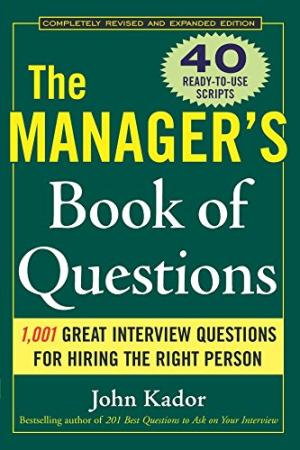 COMPLETELY REVISED AND EXPANDED EDITION
40
READY-TO-USE
SCRIPTS
The
MANAGER'S
Book of
Questions
1,001 GREAT INTERVIEW QUESTIONS
FOR HIRING THE RIGHT PERSON
John Kador
Bestselling author of 201 Best Questions to Ask on Your Interview